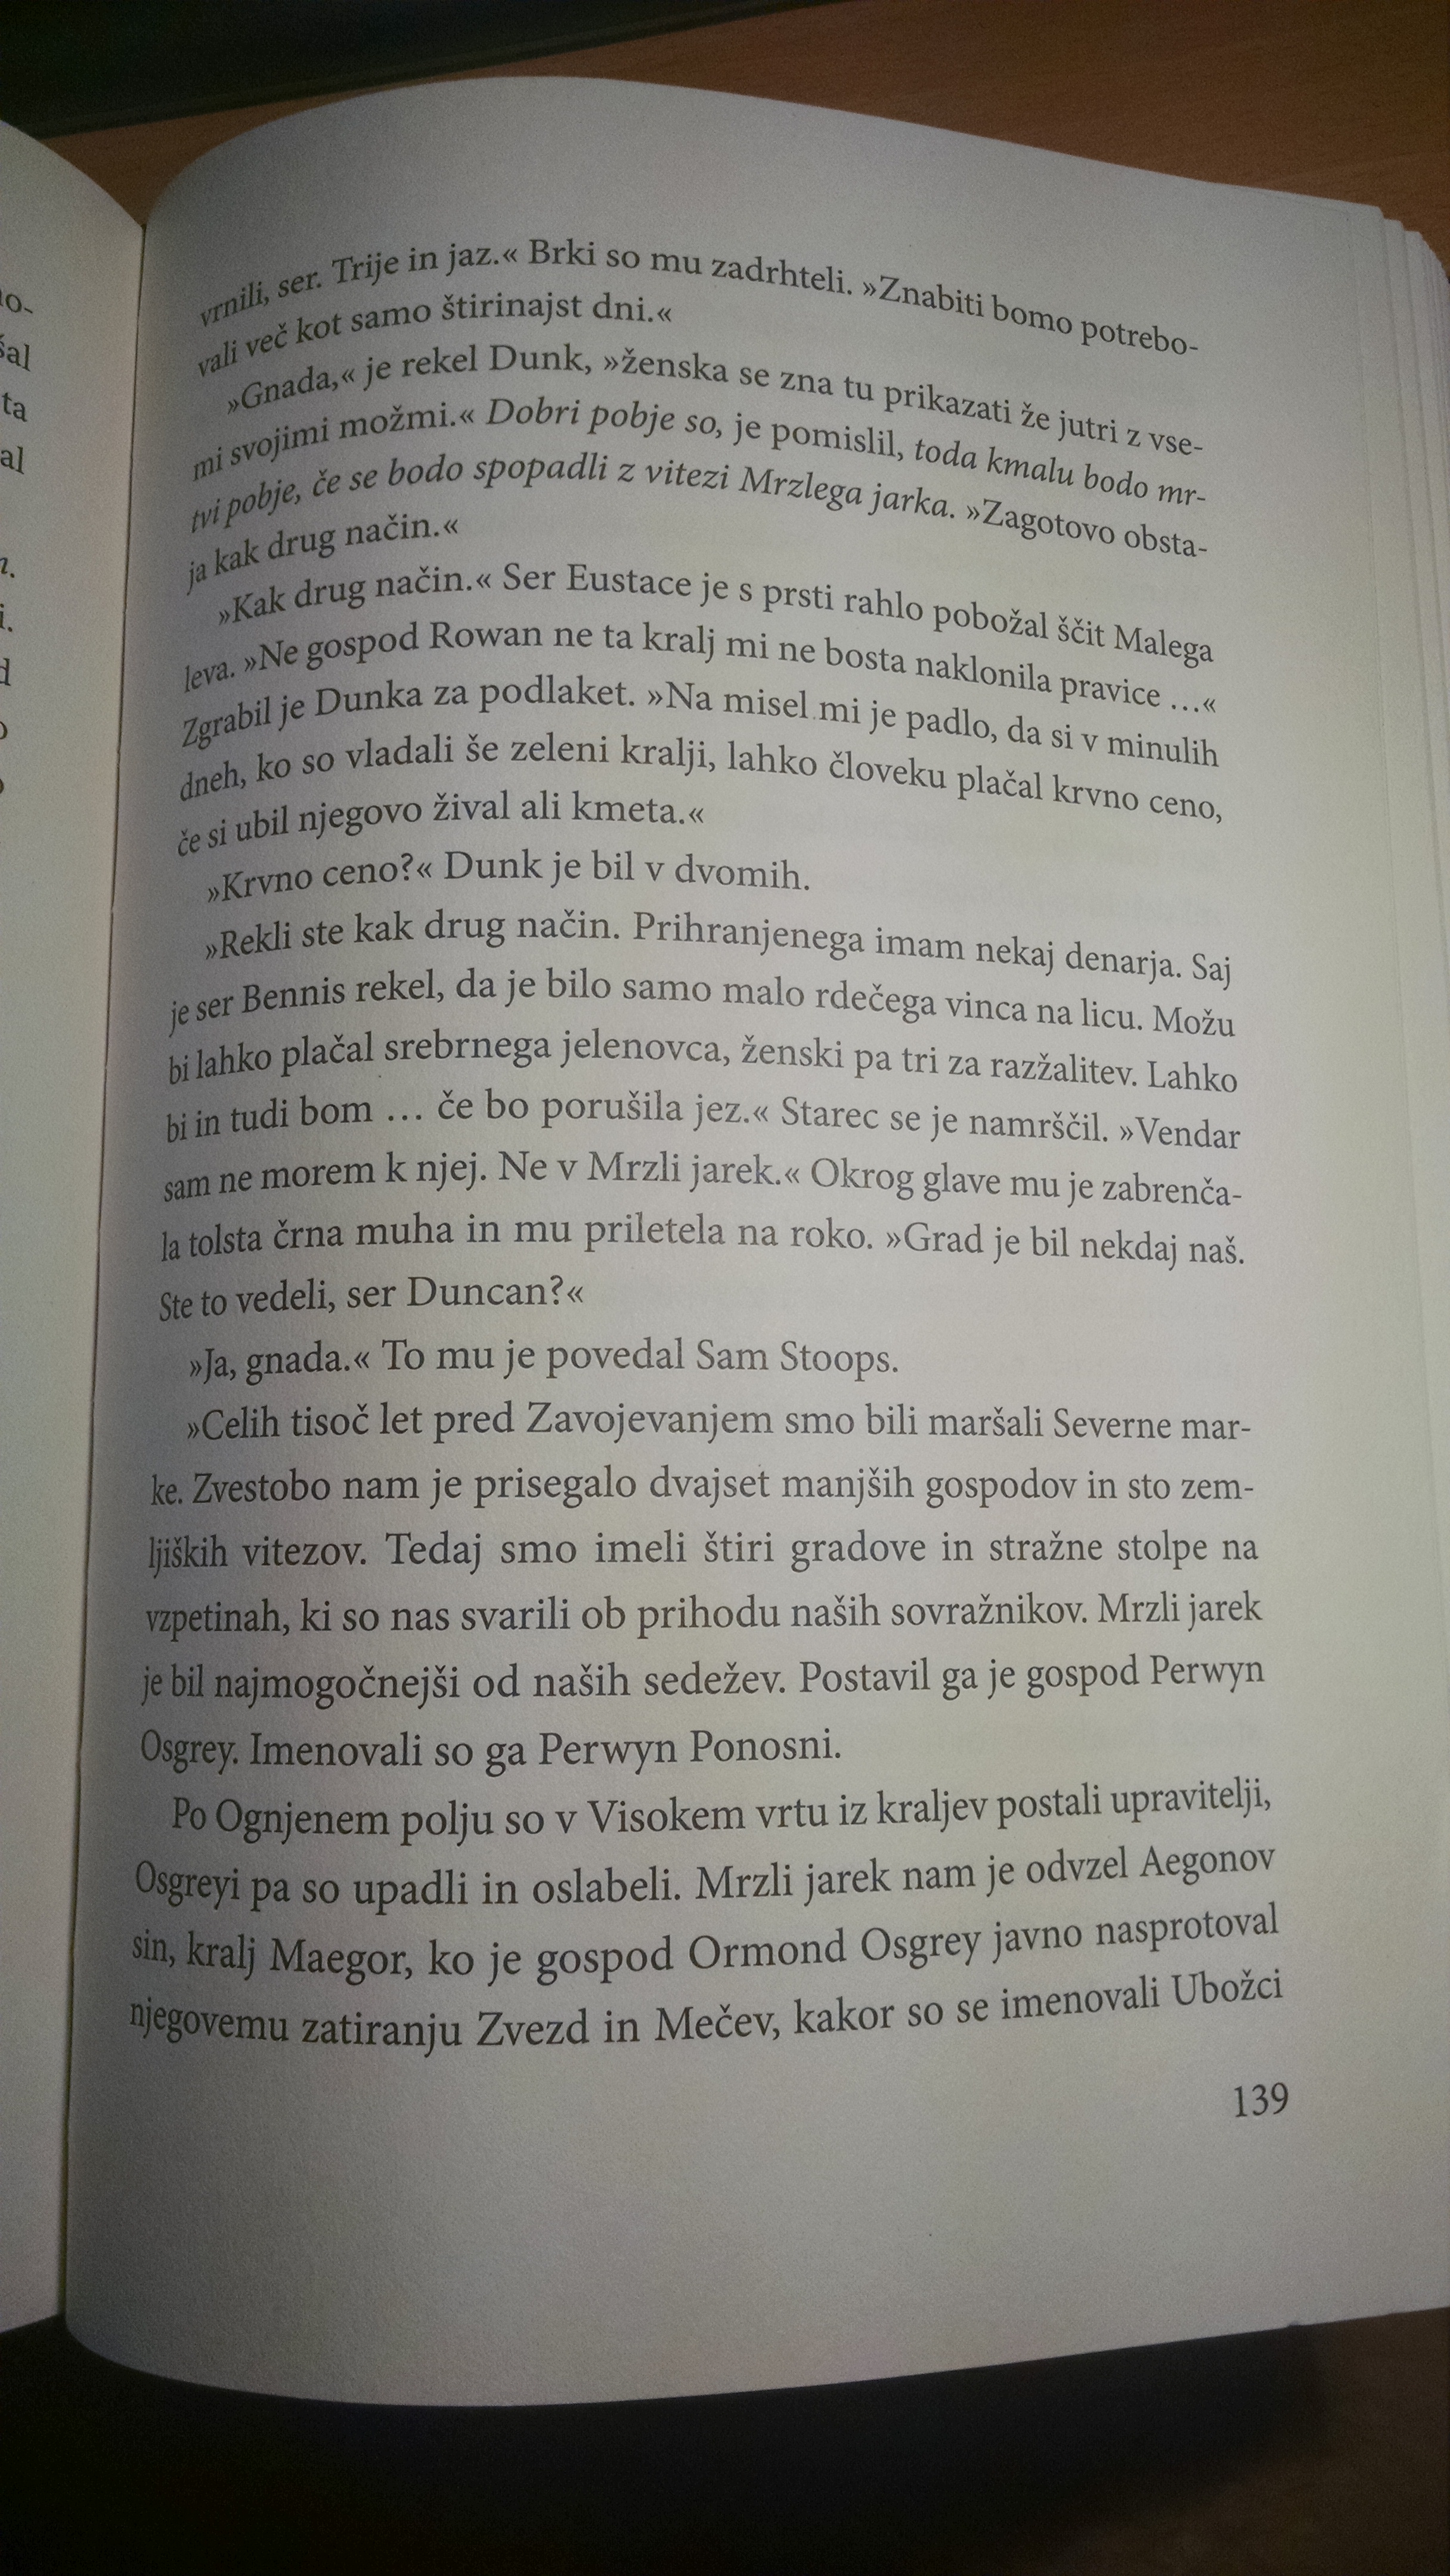 vrnili, ser. Trije in jaz.« Brki so mu zadrhteli. »Znabiti bomo potrebo-
vali več kot samo štirinajst dni.«
»Gnada,« je rekel Dunk, »ženska se zna tu prikazati že jutri z vse-
mi svojimi možmi.« Dobri pobje so, je pomislil, toda kmalu bodo mr-
tvi pobje, če se bodo spopadli z vitezi Mrzlega jarka. »Zagotovo obsta-
ja kak drug način.«
»Kak drug način.« Ser Eustace je s prsti rahlo pobožal ščit Malega
leva. »Ne gospod Rowan ne ta kralj mi ne bosta naklonila pravice …«
Zgrabil je Dunka za podlaket. »Na misel mi je padlo, da si v minulih
dneh, ko so vladali še zeleni kralji, lahko človeku plačal krvno ceno,
če si ubil njegovo žival ali kmeta.«
»Krvno ceno?« Dunk je bil v dvomih.
»Rekli ste kak drug način. Prihranjenega imam nekaj denarja. Saj
je ser Bennis rekel, da je bilo samo malo rdečega vinca na licu. Možu
bi lahko plačal srebrnega jelenovca, ženski pa tri za razžalitev. Lahko
bi in tudi bom … če bo porušila jez.« Starec se je namrščil. »Vendar
sam ne morem k njej. Ne v Mrzli jarek.« Okrog glave mu je zabrenča-
la tolsta črna muha in mu priletela na roko. »Grad je bil nekdaj naš.
Ste to vedeli, ser Duncan?«
»Ja, gnada.« To mu je povedal Sam Stoops.
»Celih tisoč let pred Zavojevanjem smo bili maršali Severne mar-
ke. Zvestobo nam je prisegalo dvajset manjših gospodov in sto zem-
ljiških vitezov. Tedaj smo imeli štiri gradove in stražne stolpe na
vzpetinah, ki so nas svarili ob prihodu naših sovražnikov. Mrzli jarek
je bil najmogočnejši od naših sedežev. Postavil ga je gospod Perwyn
Osgrey. Imenovali so ga Perwyn Ponosni.
Po Ognjenem polju so v Visokem vrtu iz kraljev postali upravitelji,
Osgreyi pa so upadli in oslabeli. Mrzli jarek nam je odvzel Aegonov
sin, kralj Maegor, ko je gospod Ormond Osgrey javno nasprotoval
njegovemu zatiranju Zvezd in Mečev, kakor so se imenovali Ubožci
139